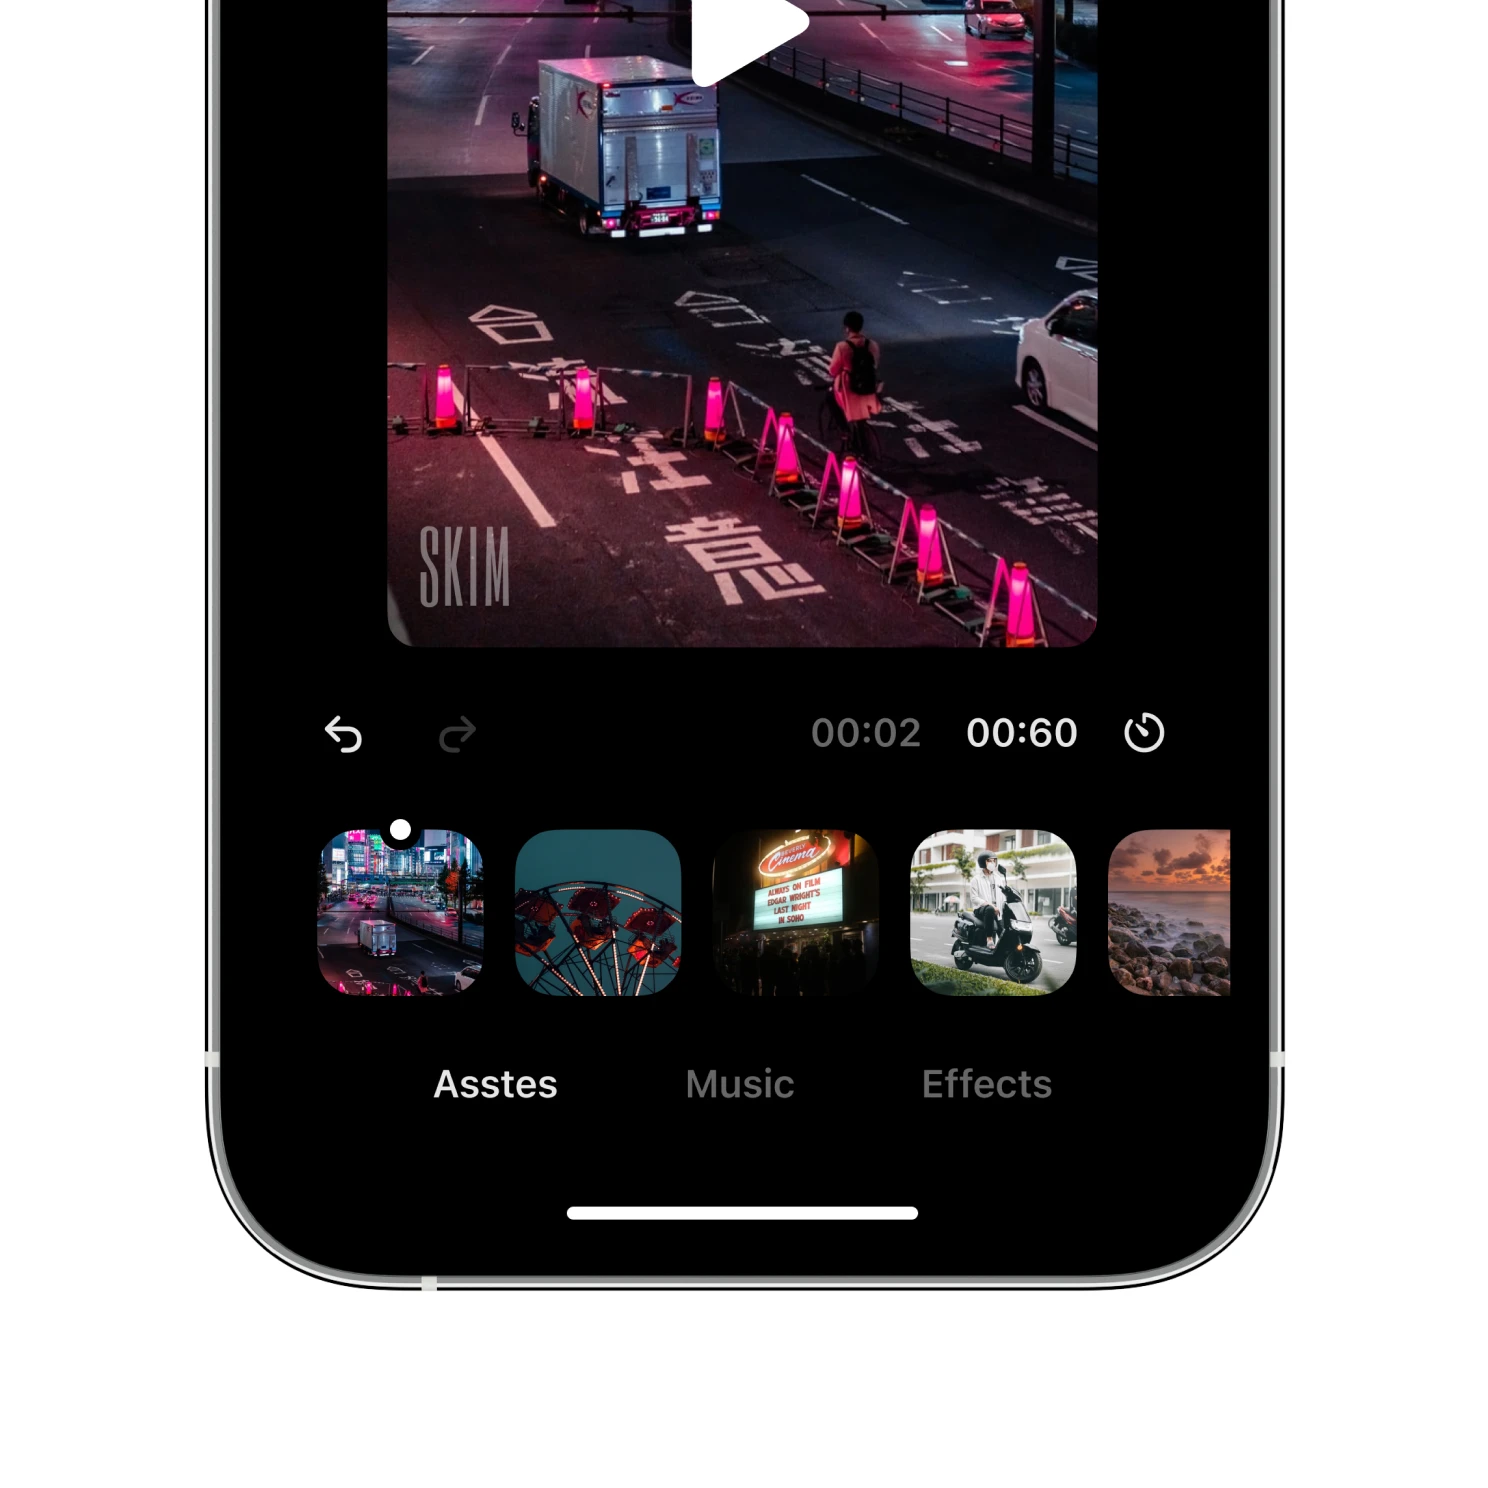 注意
SKIM
00:02 00:60
BEVERLY
Cinema
ALWAYS ON FILM
EDGAR WRIGHT'S
LAST NIGHT
IN SOHO
Asstes Music Effects